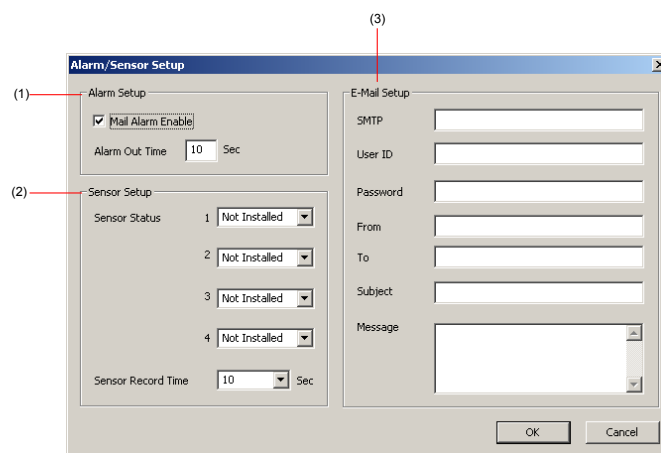 (3)
Alarm/Sensor Setup
(1)
Alarm Setup
Mail Alarm Enable
Alarm Out Time 10 Sec
(2)
Sensor Setup
Sensor Status 1 Not Installed
2 Not Installed
3 Not Installed
4 Not Installed
Sensor Record Time 10 Sec
E-Mail Setup
SMTP
User ID
Password
From
To
Subject
Message
OK Cancel